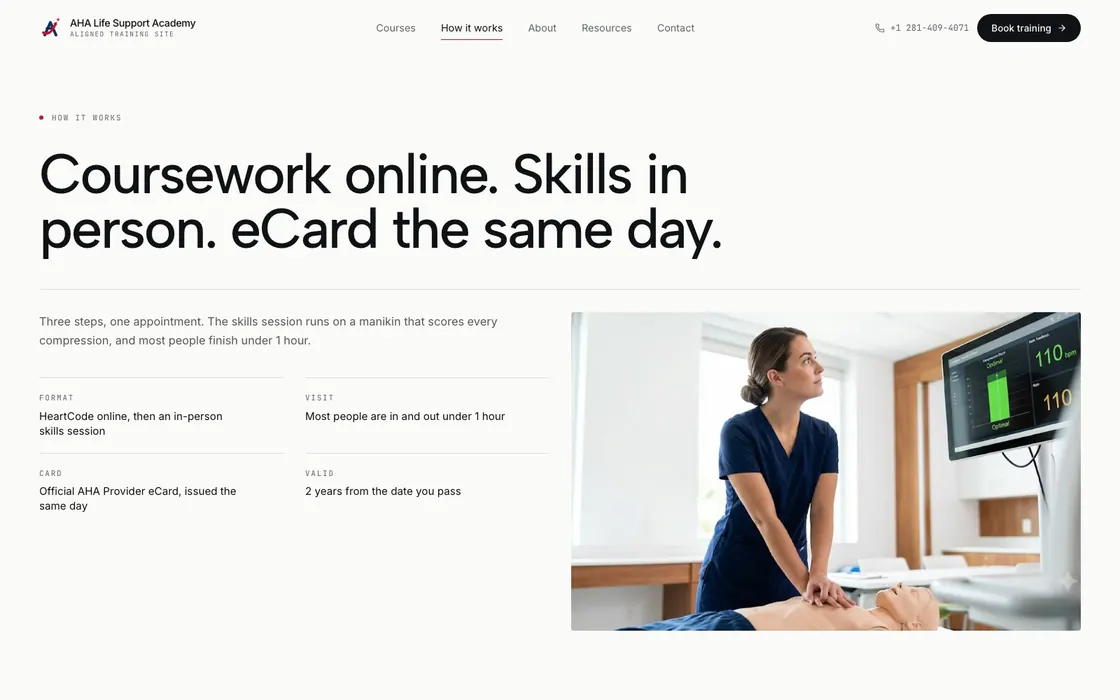 AHA Life Support Academy
ALIGNED TRAINING SITE
Courses
How it works
About
Resources
Contact
+1 281-409-4071
Book training →
HOW IT WORKS
Coursework online. Skills in
person. eCard the same day.
Three steps, one appointment. The skills session runs on a manikin that scores every
compression, and most people finish under 1 hour.
FORMAT
HeartCode online, then an in-person
skills session
VISIT
Most people are in and out under 1 hour
CARD
Official AHA Provider eCard, issued the
same day
VALID
2 years from the date you pass
Optimal
110 bpm
Rate
110
Optimal